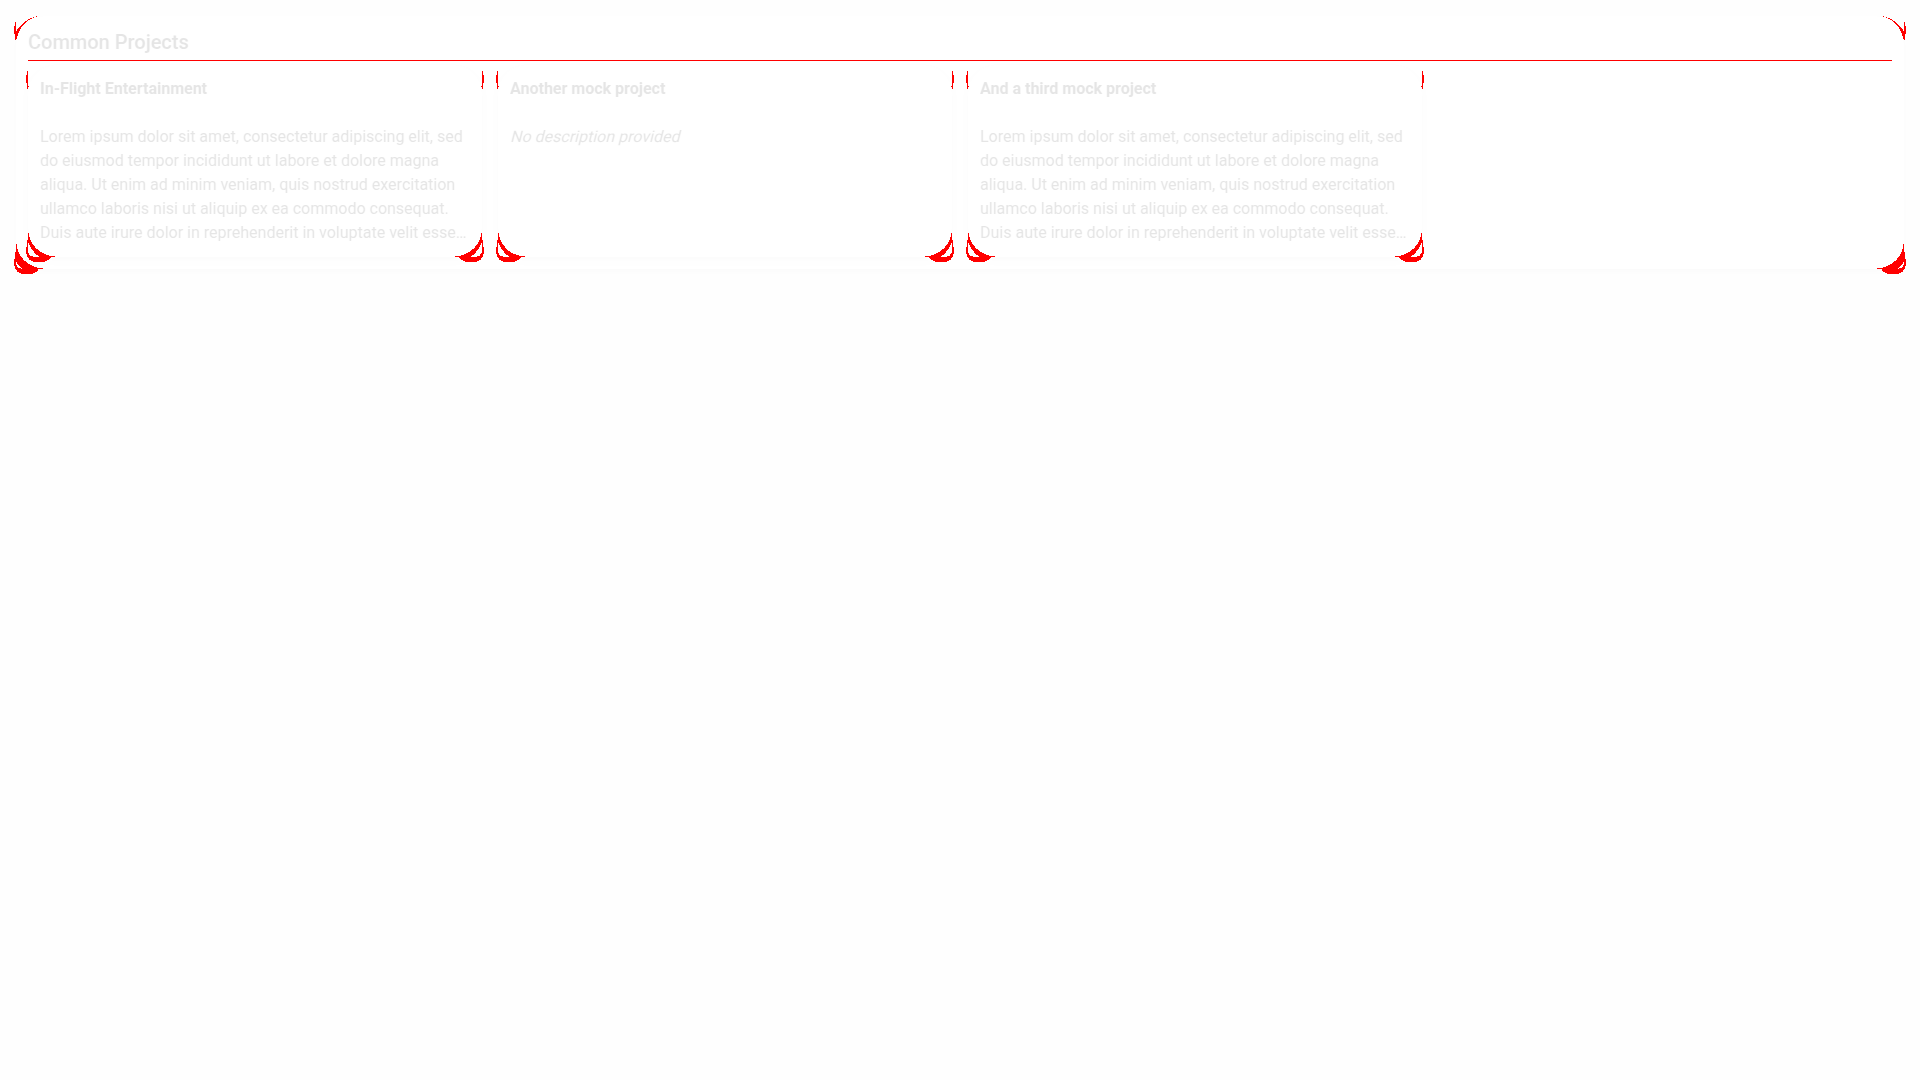 Common Projects
In-Flight Entertainment
Lorem ipsum dolor sit amet, consectetur adipiscing elit, sed
do eiusmod tempor incididunt ut labore et dolore magna
aliqua. Ut enim ad minim veniam, quis nostrud exercitation
ullamco laboris nisi ut aliquip ex ea commodo consequat.
Duis aute irure dolor in reprehenderit in voluptate velit esse...
Another mock project
No description provided
And a third mock project
Lorem ipsum dolor sit amet, consectetur adipiscing elit, sed
do eiusmod tempor incididunt ut labore et dolore magna
aliqua. Ut enim ad minim veniam, quis nostrud exercitation
ullamco laboris nisi ut aliquip ex ea commodo consequat.
Duis aute irure dolor in reprehenderit in voluptate velit esse...